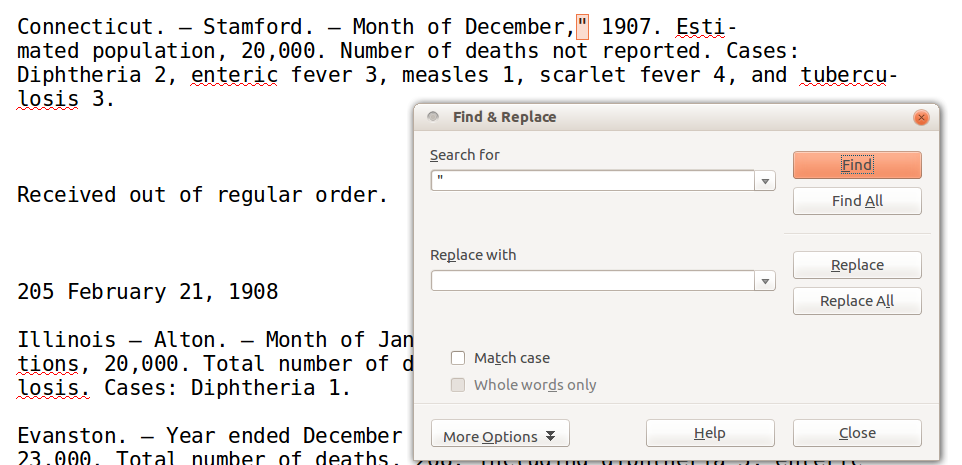 Connecticut. — Stamford. — Month of December," 1907. Esti-
mated population, 20,000. Number of deaths not reported. Cases:
Diphtheria 2, enteric fever 3, measles 1, scarlet fever 4, and tubercu-
losis 3.
Find & Replace
Search for
"
Find
Find All
Received out of regular order.
Replace with
Replace
Replace All
205 February 21, 1908
Illinois — Alton. — Month of Jan
tions, 20,000. Total number of d
losis. Cases: Diphtheria 1.
Match case
Whole words only
Evanston. — Year ended December
23,000. Total number of deaths,
More Options
Help
Close